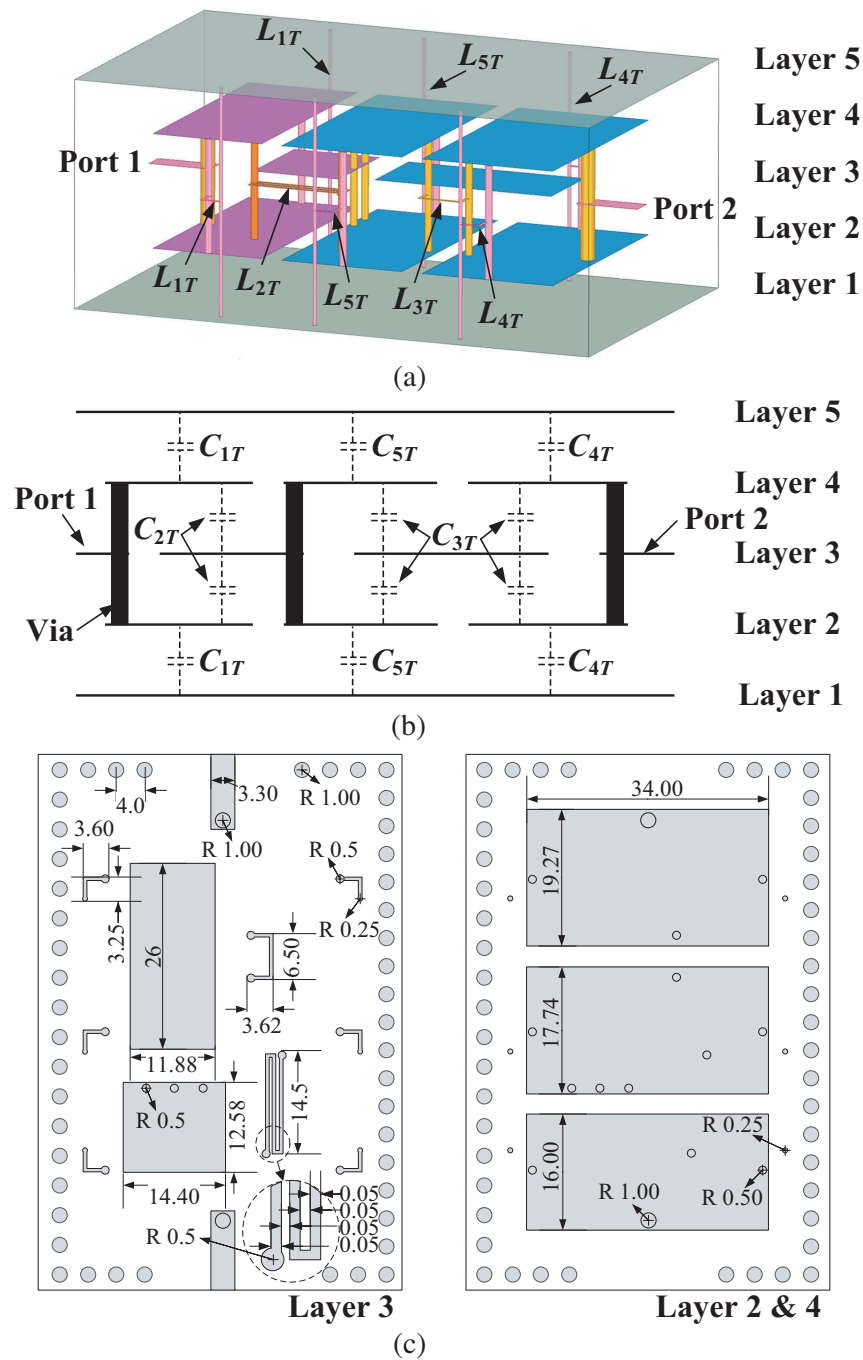 L1T
L5T
L4T
Layer 5
Layer 4
Port 1
Layer 3
Port 2
Layer 2
L1T
L2T
L5T
L3T
L4T
Layer 1
(a)
Layer 5
C1T
C5T
C4T
Layer 4
Port 1
C2T
C3T
Port 2
Layer 3
Via
Layer 2
C1T
C5T
C4T
Layer 1
(b)
4.0
3.30
R 1.00
3.60
R 1.00
R 0.5
R 0.25
3.25
26
6.50
3.62
11.88
14.5
R 0.5
12.58
14.40
0.05
0.05
0.05
0.05
R 0.5
Layer 3
34.00
19.27
17.74
R 0.25
16.00
R 1.00
R 0.50
Layer 2 & 4
(c)